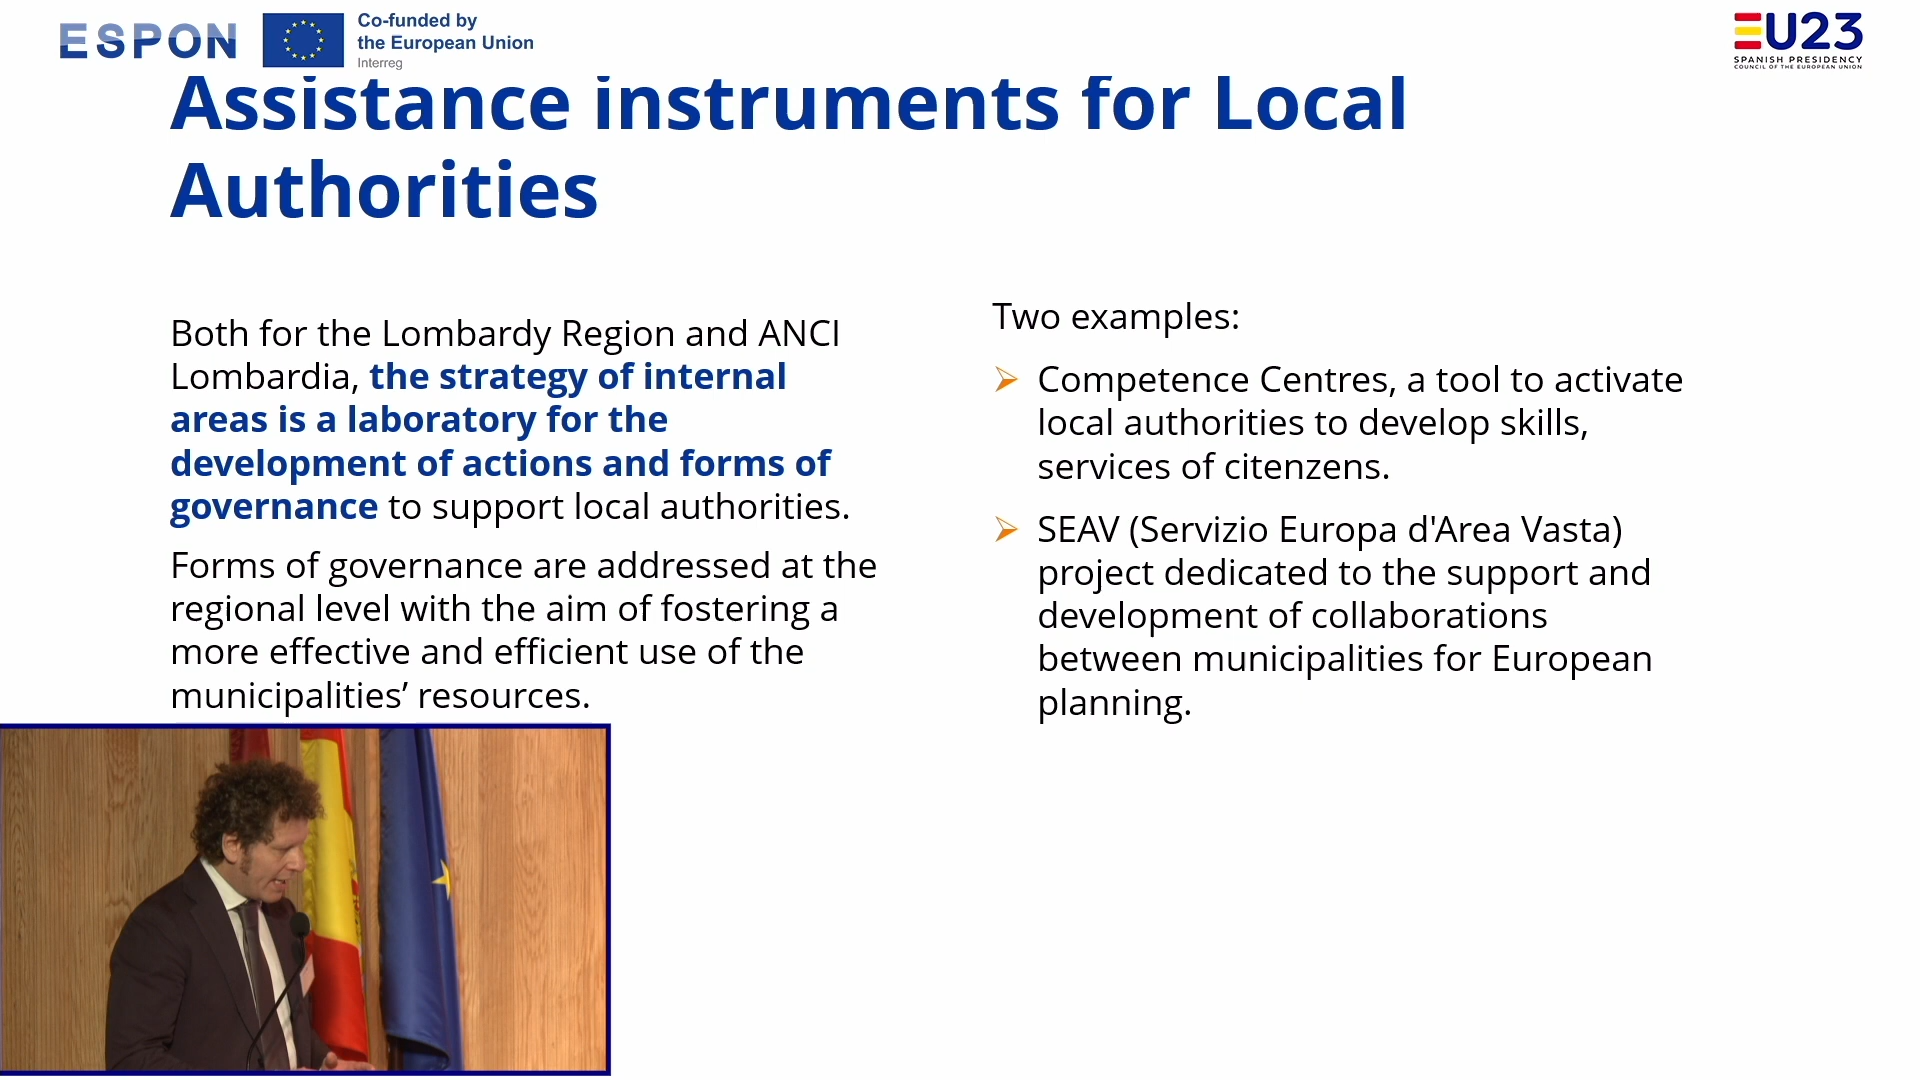 ESPON
Co-funded by
the European Union
Interreg
EU23
SPANISH PRESIDENCY
COUNCIL OF THE EUROPEAN UNION
Assistance instruments for Local
Authorities
Both for the Lombardy Region and ANCI
Lombardia, the strategy of internal
areas is a laboratory for the
development of actions and forms of
governance to support local authorities.
Forms of governance are addressed at the
regional level with the aim of fostering a
more effective and efficient use of the
municipalities’ resources.
Two examples:
Competence Centres, a tool to activate
local authorities to develop skills,
services of citenzens.
SEAV (Servizio Europa d'Area Vasta)
project dedicated to the support and
development of collaborations
between municipalities for European
planning.